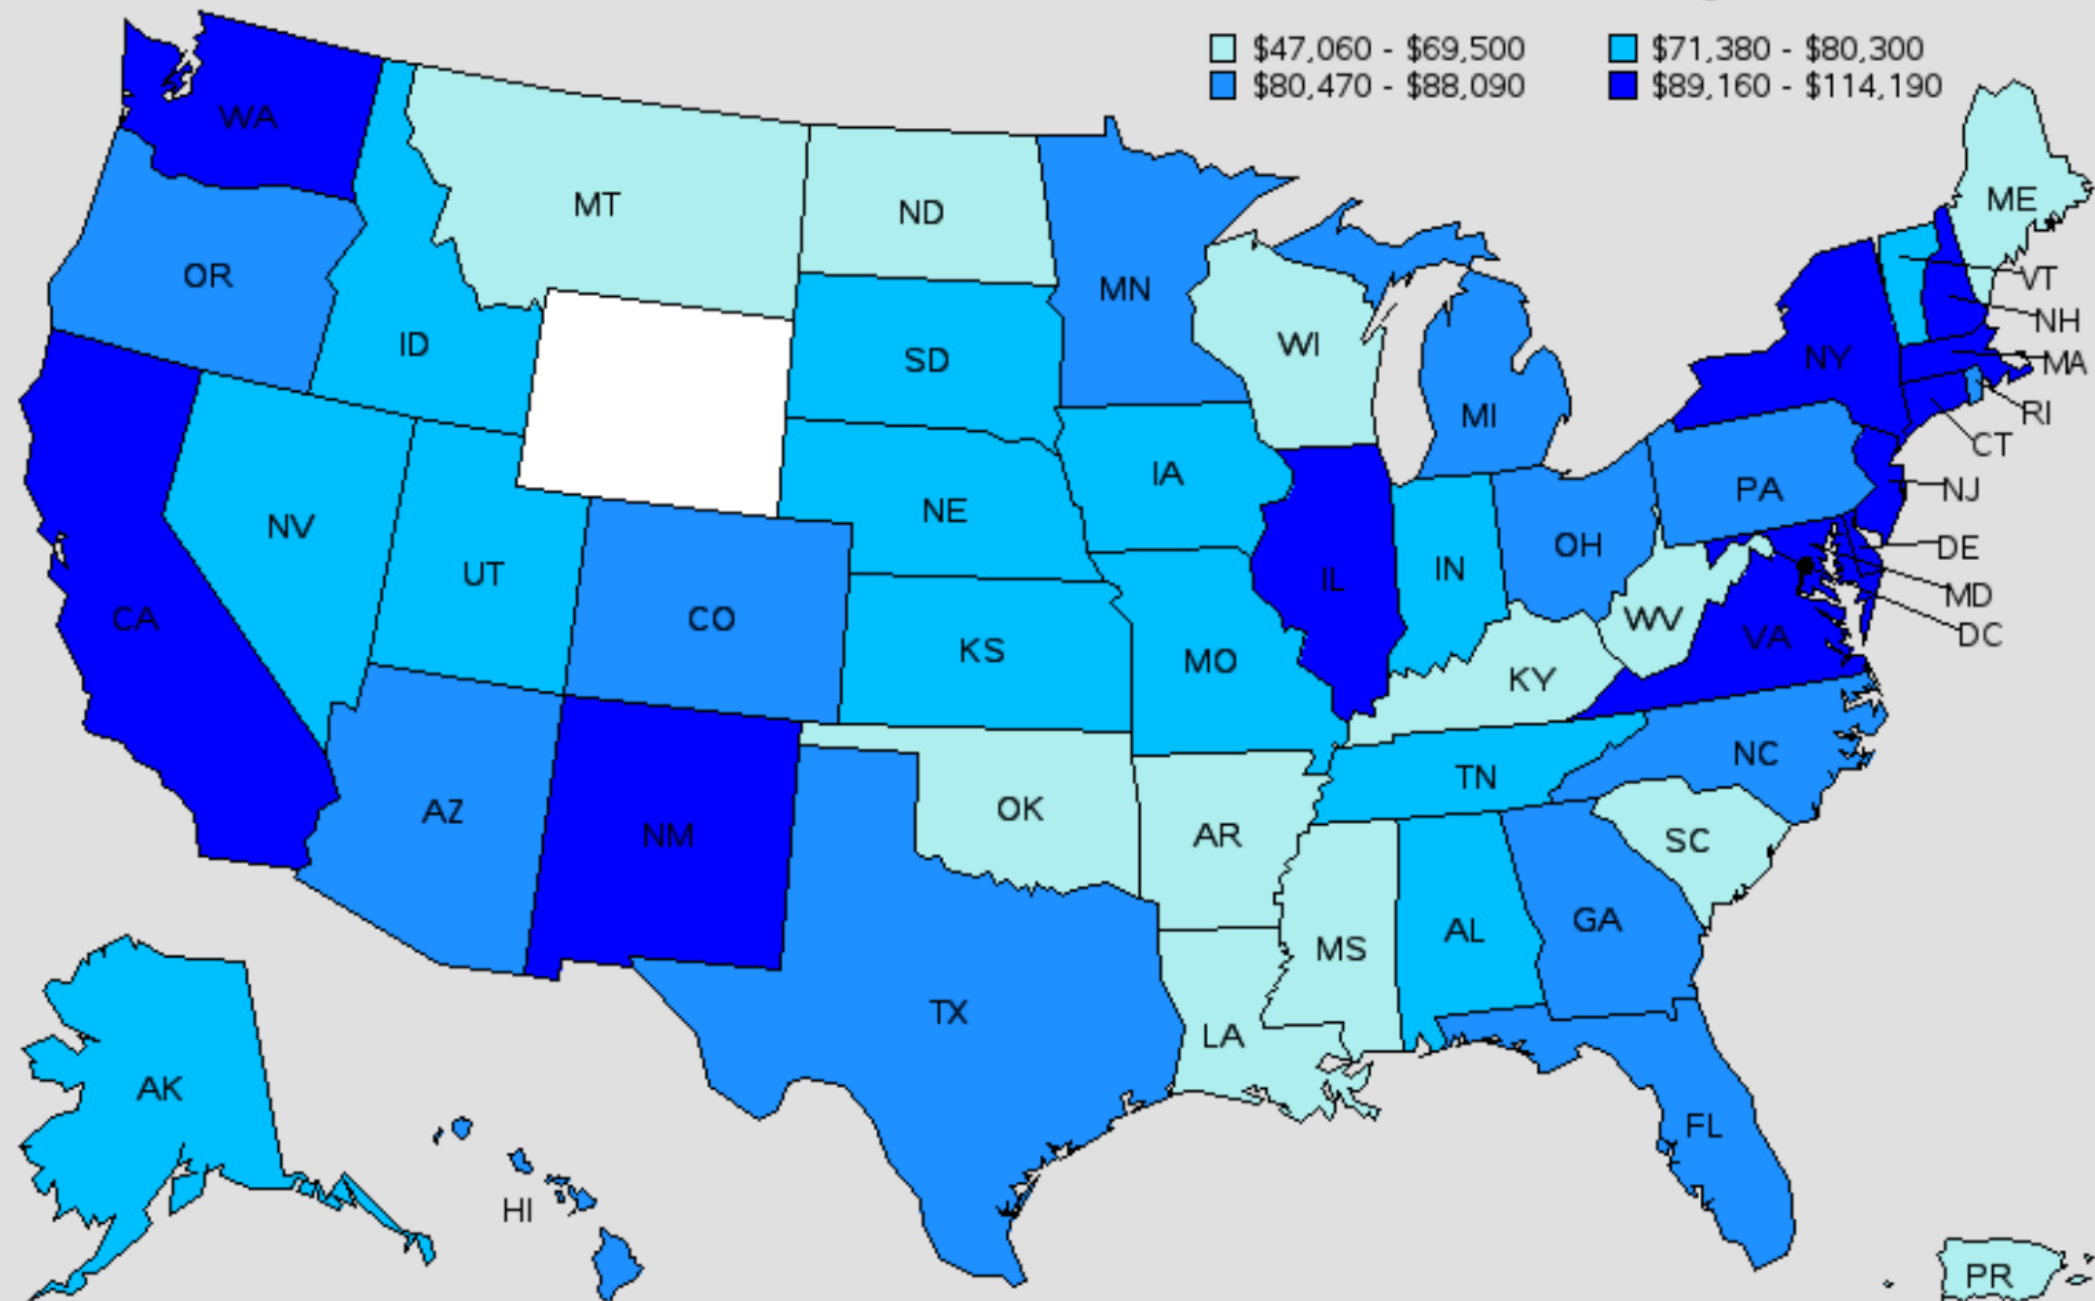 $47,060 - $69,500 $71,380 - $80,300
$80,470 - $88,090 $89,160 - $114,190
WA
MT
ND
ME
OR
MN
VT
NH
ID
SD
WI
NY
MA
MI
RI
CT
IA
PA
NJ
NV
NE
UT
IN
OH
DE
CA
CO
IL
WV
MD
DC
VA
KS
MO
KY
NC
TN
AZ
NM
OK
AR
SC
MS
AL
GA
TX
LA
AK
FL
HI
PR